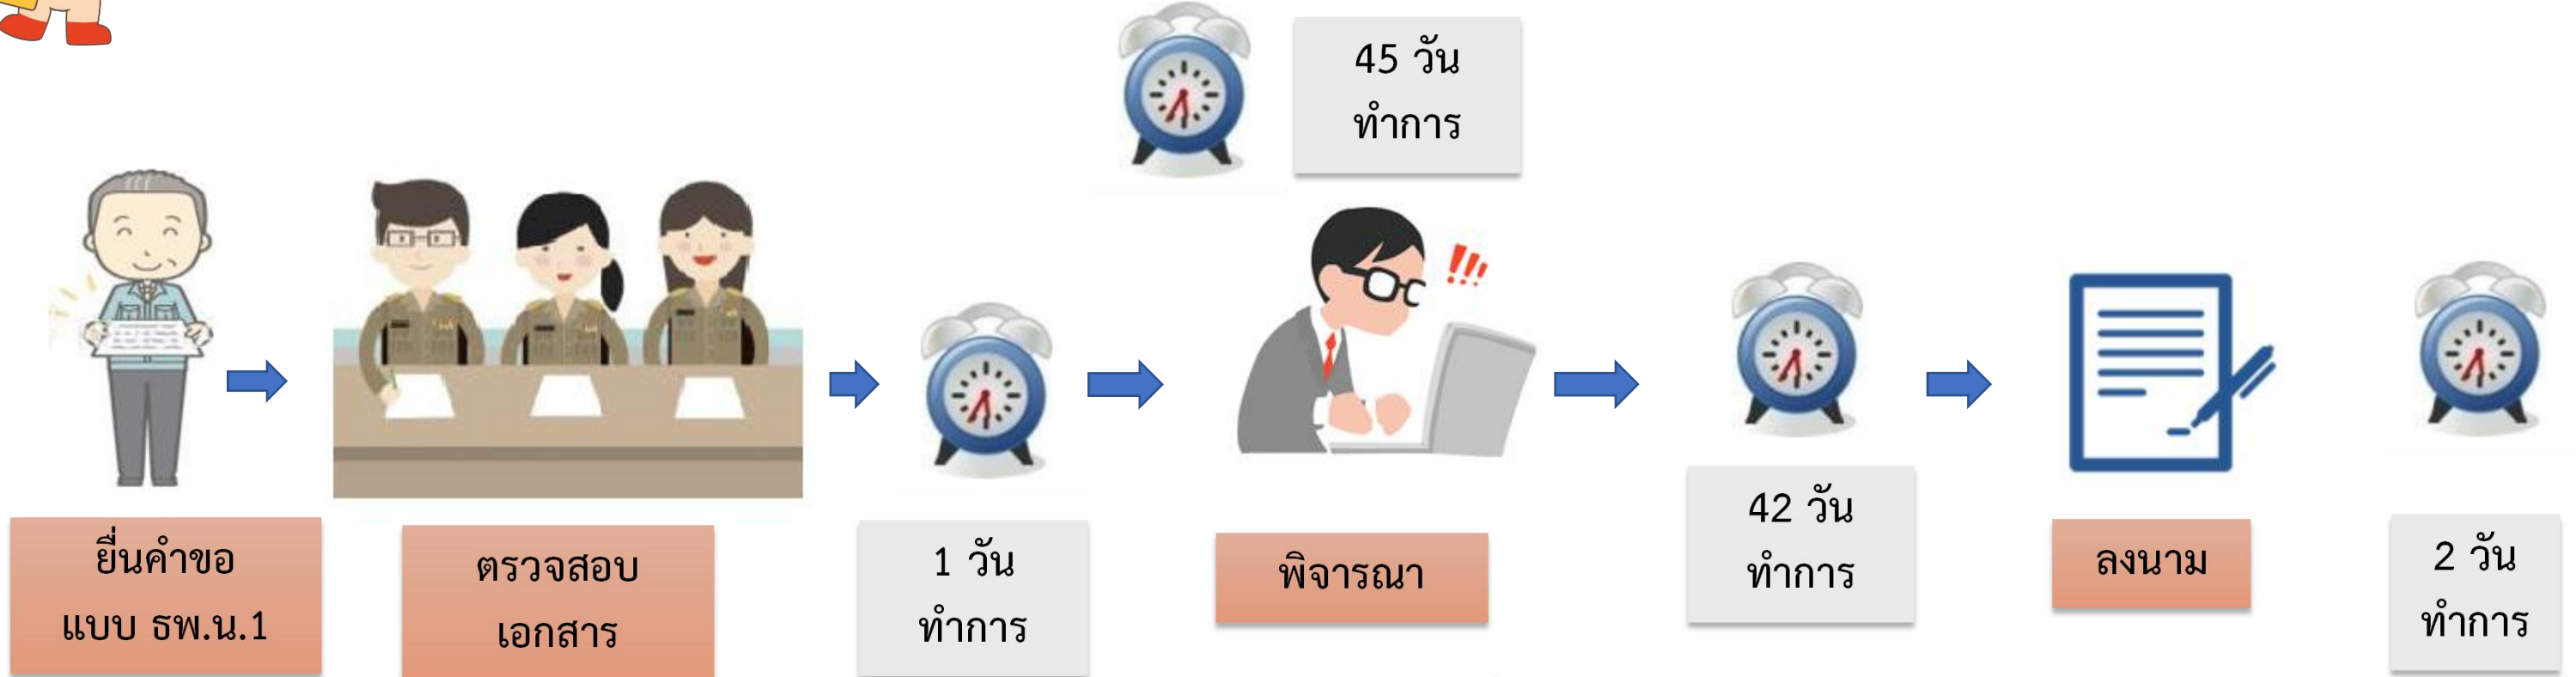 45 วัน
ทำการ
ยื่นคำขอ
แบบ ธพ.น.1
ตรวจสอบ
เอกสาร
1 วัน
ทำการ
พิจารณา
42 วัน
ทำการ
ลงนาม
2 วัน
ทำการ